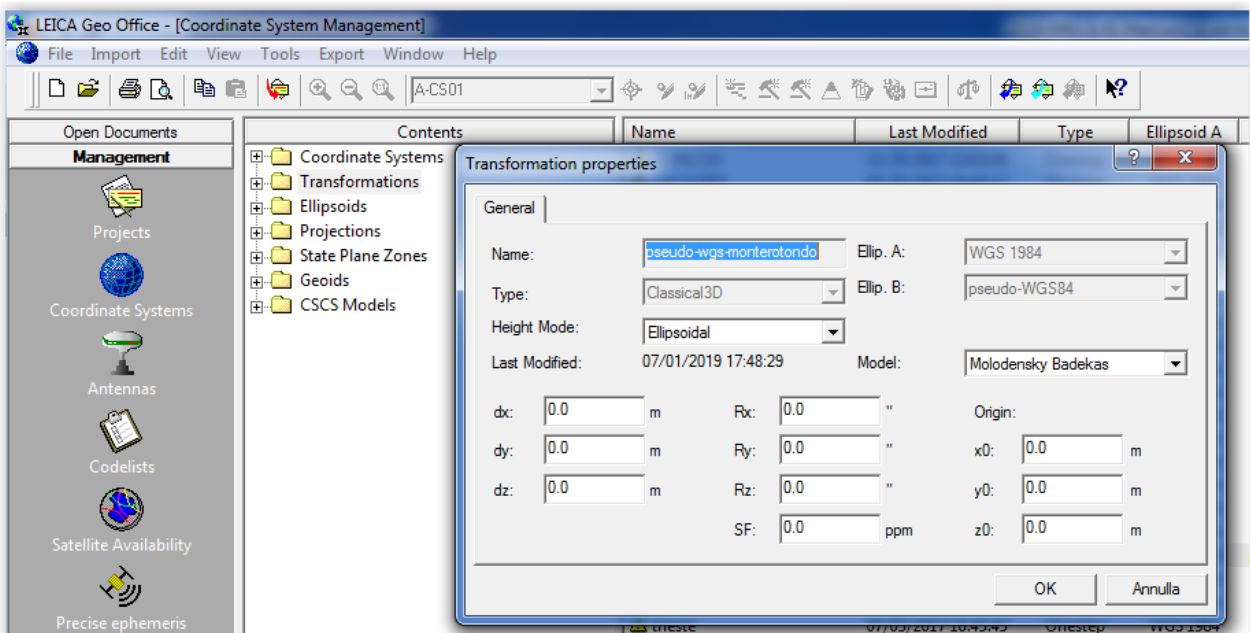 LEICA Geo Office - [Coordinate System Management]
File Import Edit View Tools Export Window Help
A-CS01
Open Documents
Management
Projects
Coordinate Systems
Antennas
Codelists
Satellite Availability
Precise ephemeris
Contents
Coordinate Systems
Transformations
Ellipsoids
Projections
State Plane Zones
Geoids
CSCS Models
Name Last Modified Type Ellipsoid A
Transformation properties
General
Name: pseudo-wgs-monterotondo Ellip. A: WGS 1984
Type: Classical3D Ellip. B: pseudo-WGS84
Height Mode: Ellipsoidal
Last Modified: 07/01/2019 17:48:29 Model: Molodensky Badekas
dx: 0.0 m Rx: 0.0 " Origin:
dy: 0.0 m Ry: 0.0 " x0: 0.0 m
dz: 0.0 m Rz: 0.0 " y0: 0.0 m
SF: 0.0 ppm z0: 0.0 m
OK Annulla
trieste 07/03/2017 10:45:45 Onestep WGS 1984